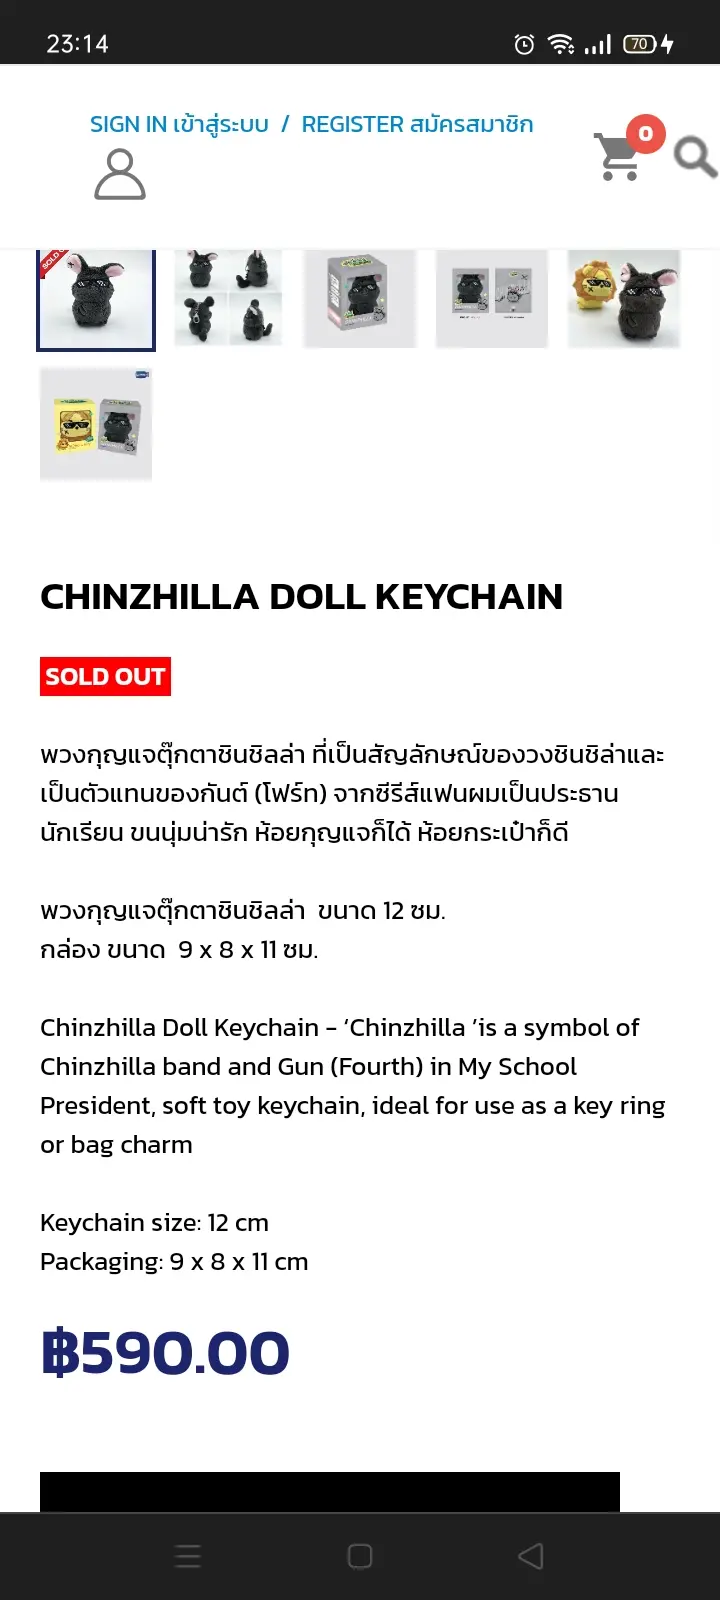 23:14
70
SIGN IN เข้าสู่ระบบ / REGISTER สมัครสมาชิก
0
CHINZHILLA DOLL KEYCHAIN
SOLD OUT
พวงกุญแจตุ๊กตาชินชิลล่า ที่เป็นสัญลักษณ์ของวงชินชิล่าและ
เป็นตัวแทนของกันต์ (โฟร์ท) จากซีรีส์แฟนผมเป็นประธาน
นักเรียน ขนนุ่มน่ารัก ห้อยกุญแจก็ได้ ห้อยกระเป๋าก็ดี
พวงกุญแจตุ๊กตาชินชิลล่า ขนาด 12 ซม.
กล่อง ขนาด 9 x 8 x 11 ซม.
Chinzhilla Doll Keychain - ‘Chinzhilla ’is a symbol of
Chinzhilla band and Gun (Fourth) in My School
President, soft toy keychain, ideal for use as a key ring
or bag charm
Keychain size: 12 cm
Packaging: 9 x 8 x 11 cm
฿590.00